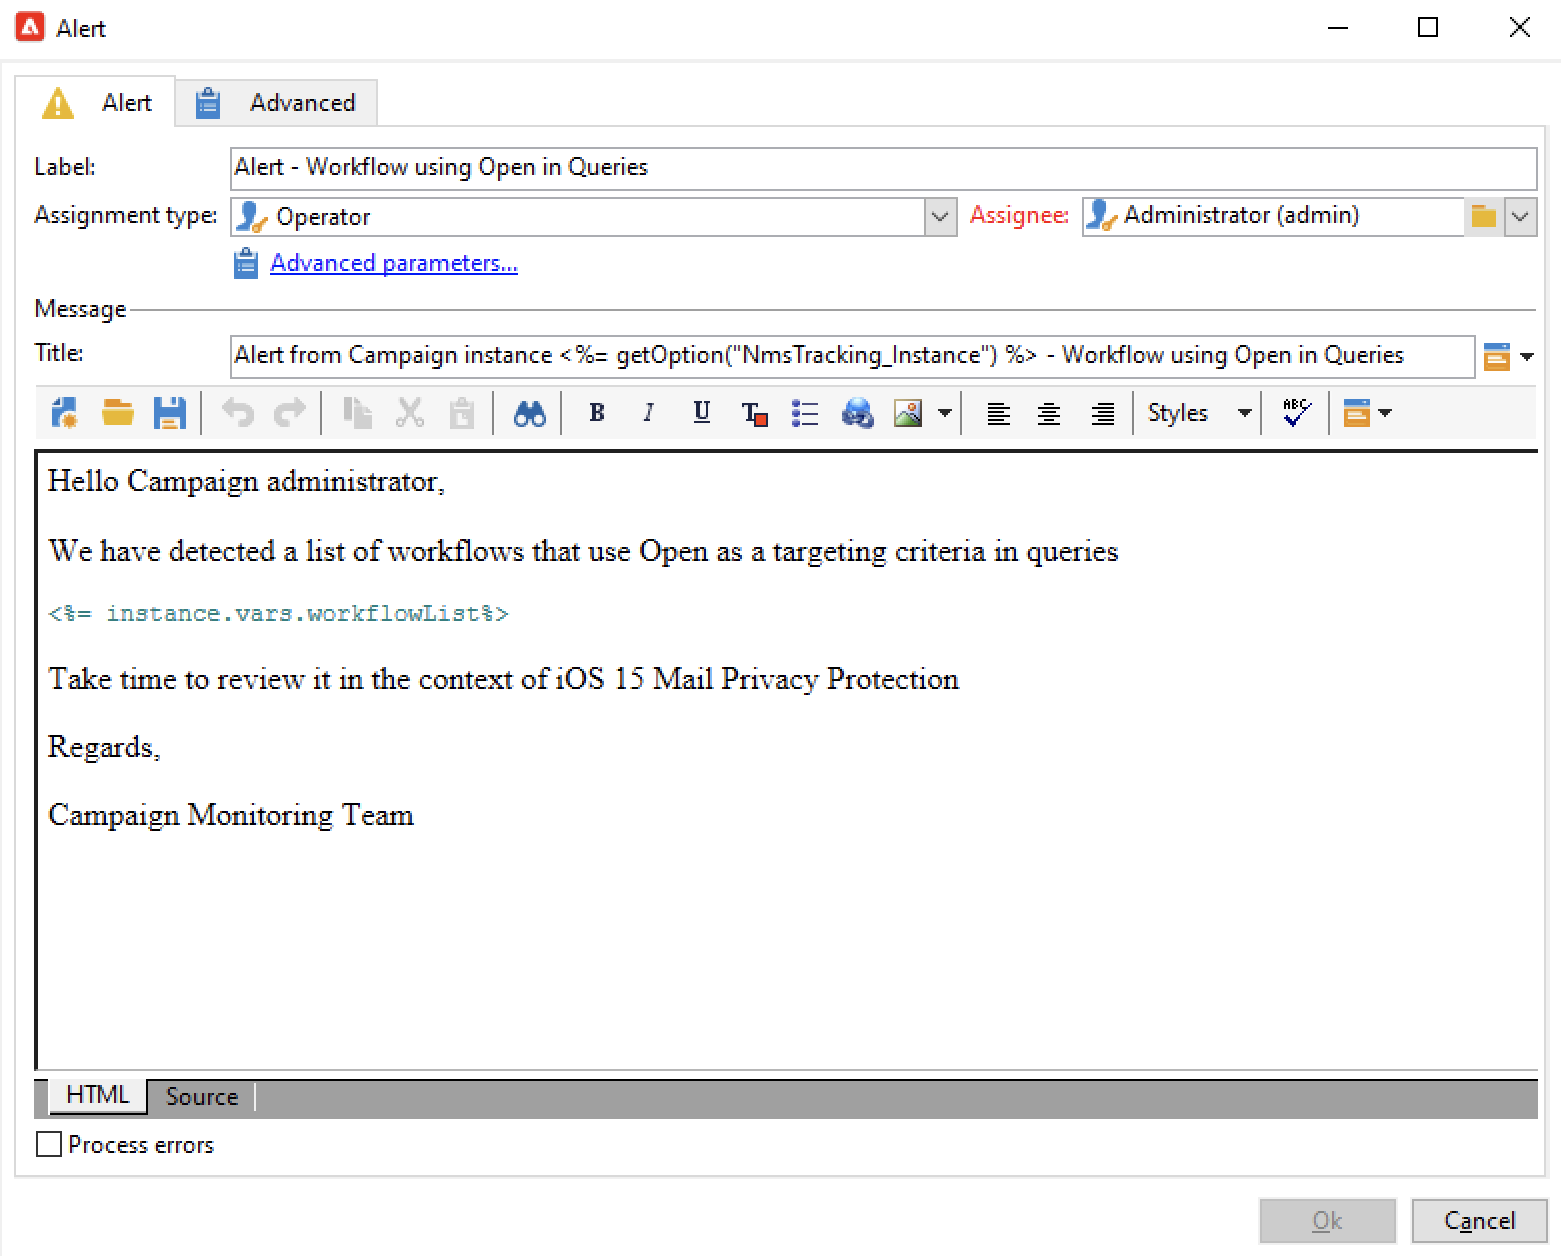 Alert
Alert Advanced
Label: Alert - Workflow using Open in Queries
Assignment type: Operator Assignee: Administrator (admin)
Advanced parameters...
Message
Title: Alert from Campaign instance <%= getOption("NmsTracking_Instance") %> - Workflow using Open in Queries
B I U T Styles ABC
Hello Campaign administrator,
We have detected a list of workflows that use Open as a targeting criteria in queries
<%= instance.vars.workflowList%>
Take time to review it in the context of iOS 15 Mail Privacy Protection
Regards,
Campaign Monitoring Team
HTML Source
Process errors
Ok Cancel